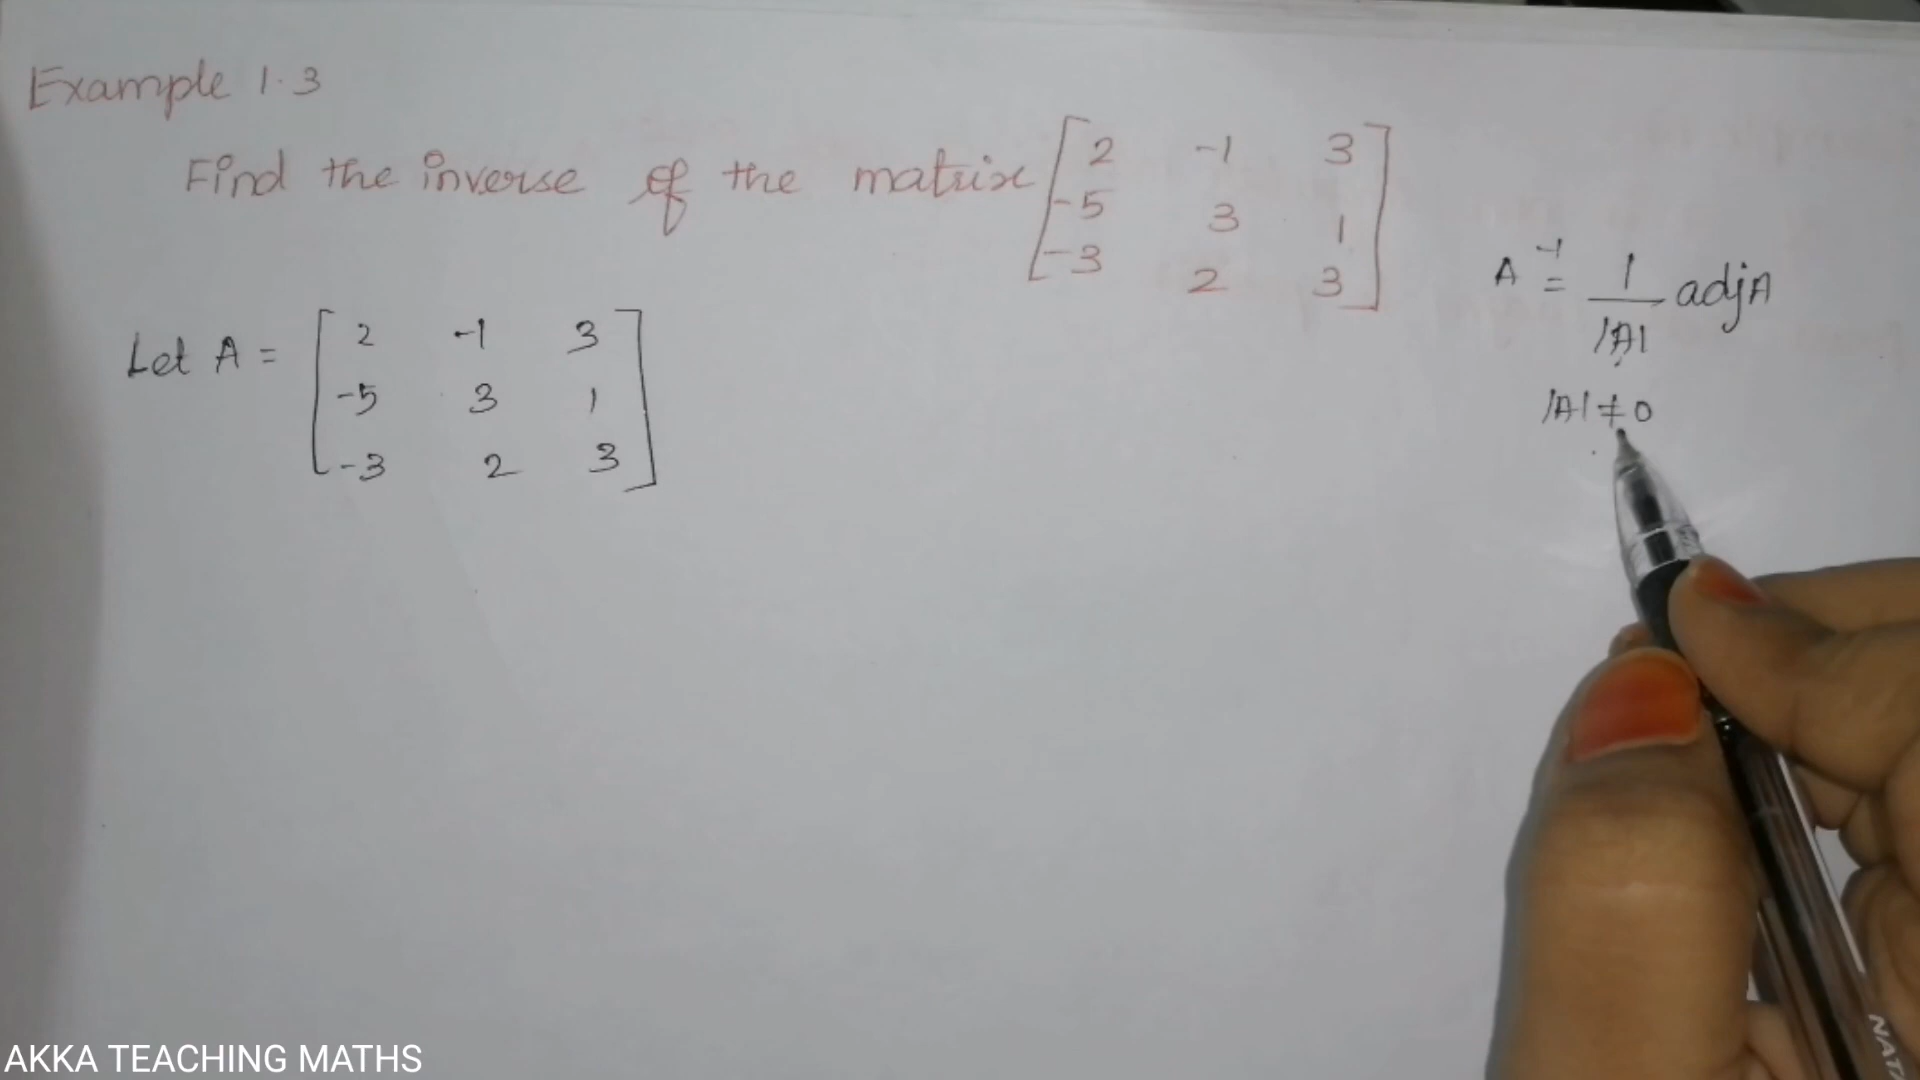 Example 1.3
Find the inverse of the matrix [2 -1 3
-5 3 1
-3 2 3]
A⁻¹ = 1/|A| adjA
|A| ≠ 0
Let A = [2 -1 3
-5 3 1
-3 2 3]
AKKA TEACHING MATHS